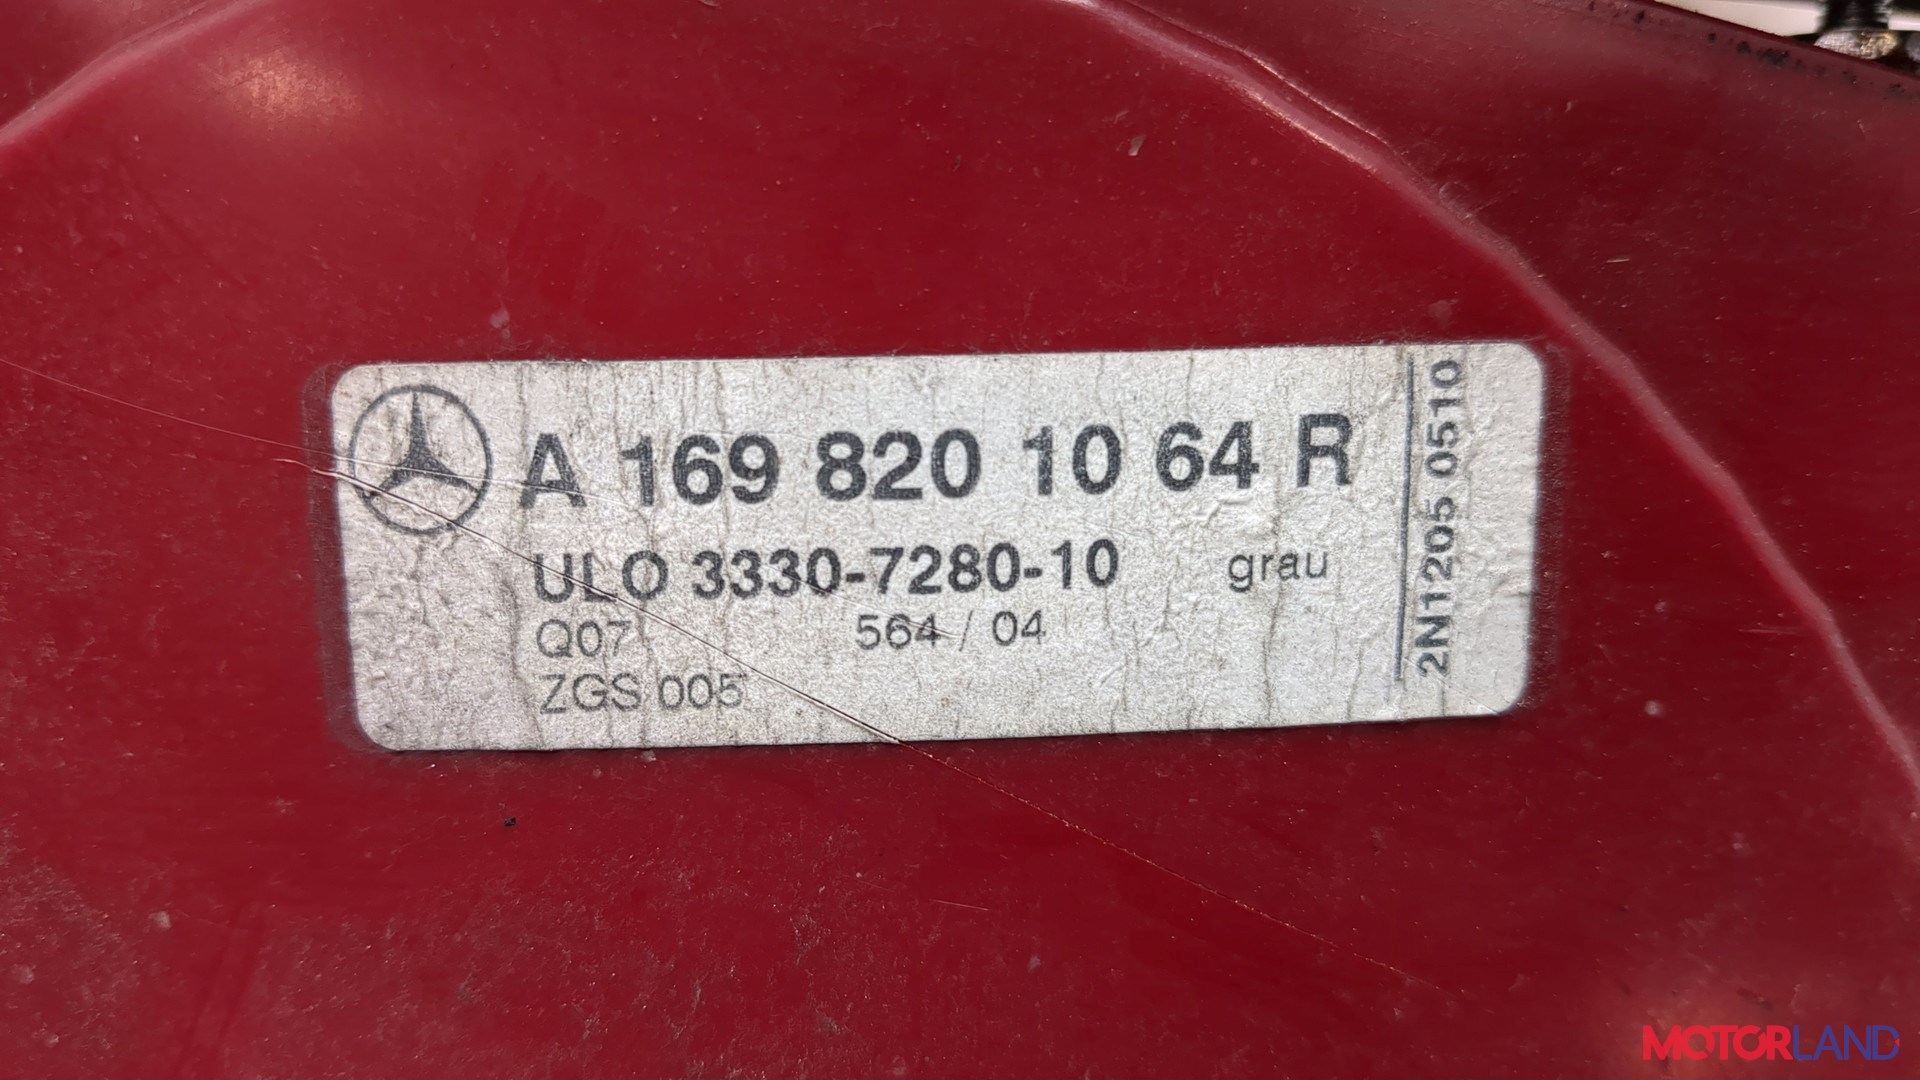 A 169 820 10 64 R
ULO 3330-7280-10 grau
Q07 564 / 04
ZGS 005
2N1205 0510
MOTORLAND